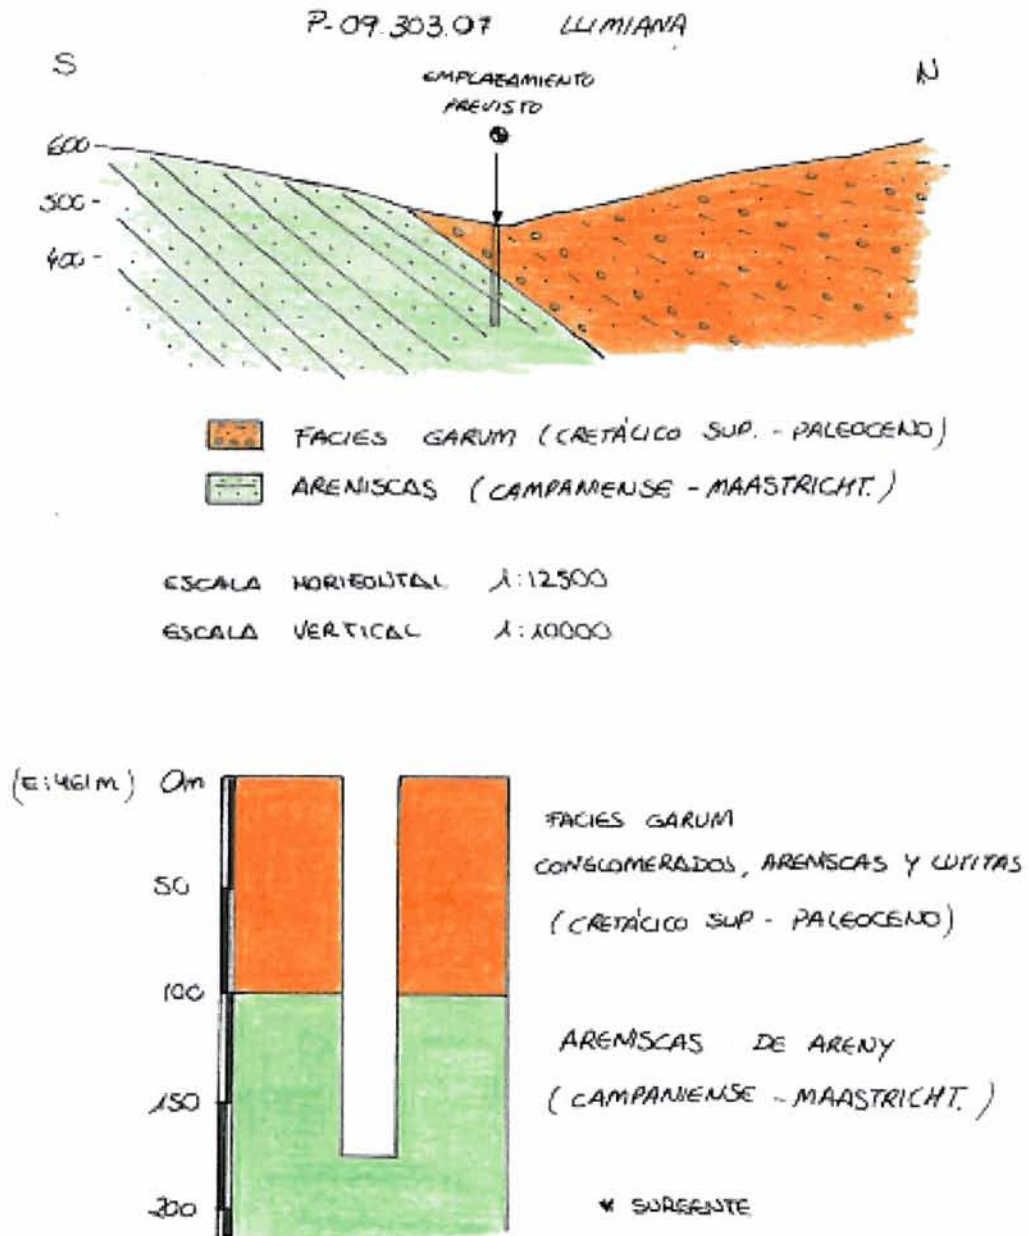 P-09.303.07 LUMIANA
S
N
EMPLAZAMIENTO
PREVISTO
600
500
400
FACIES GARUM (CRETÁCICO SUP. - PALEOCENO)
ARENISCAS (CAMPANIENSE - MAASTRICHT.)
ESCALA HORIZONTAL 1:12500
ESCALA VERTICAL 1:10000
(E:461m) 0m
50
100
150
200
FACIES GARUM
CONGLOMERADOS, ARENISCAS Y LUTITAS
(CRETÁCICO SUP - PALEOCENO)
ARENISCAS DE ARENY
(CAMPANIENSE - MAASTRICHT.)
* SURGENTE